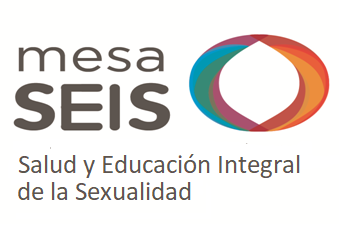 mesa
SEIS
Salud y Educación Integral
de la Sexualidad